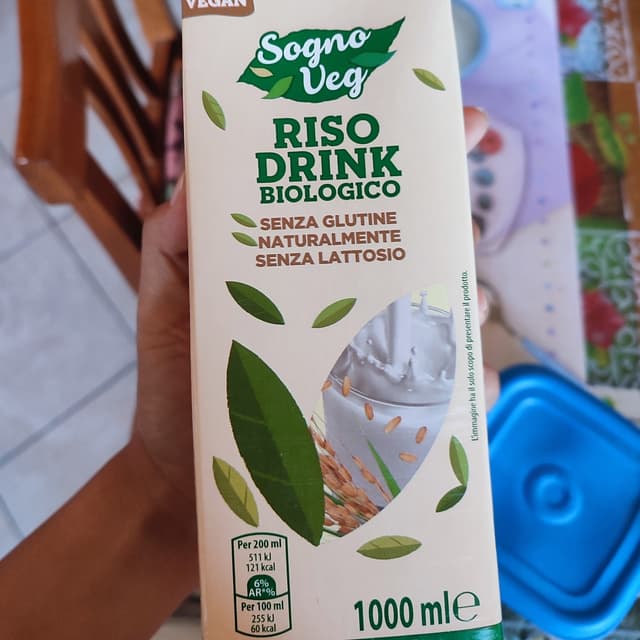 VEGAN
Sogno
Veg
RISO
DRINK
BIOLOGICO
SENZA GLUTINE
NATURALMENTE
SENZA LATTOSIO
L'immagine ha il solo scopo di presentare il prodotto.
Per 200 ml
511 kJ
121 kcal
6%
AR*%
Per 100 ml
255 kJ
60 kcal
1000 ml℮